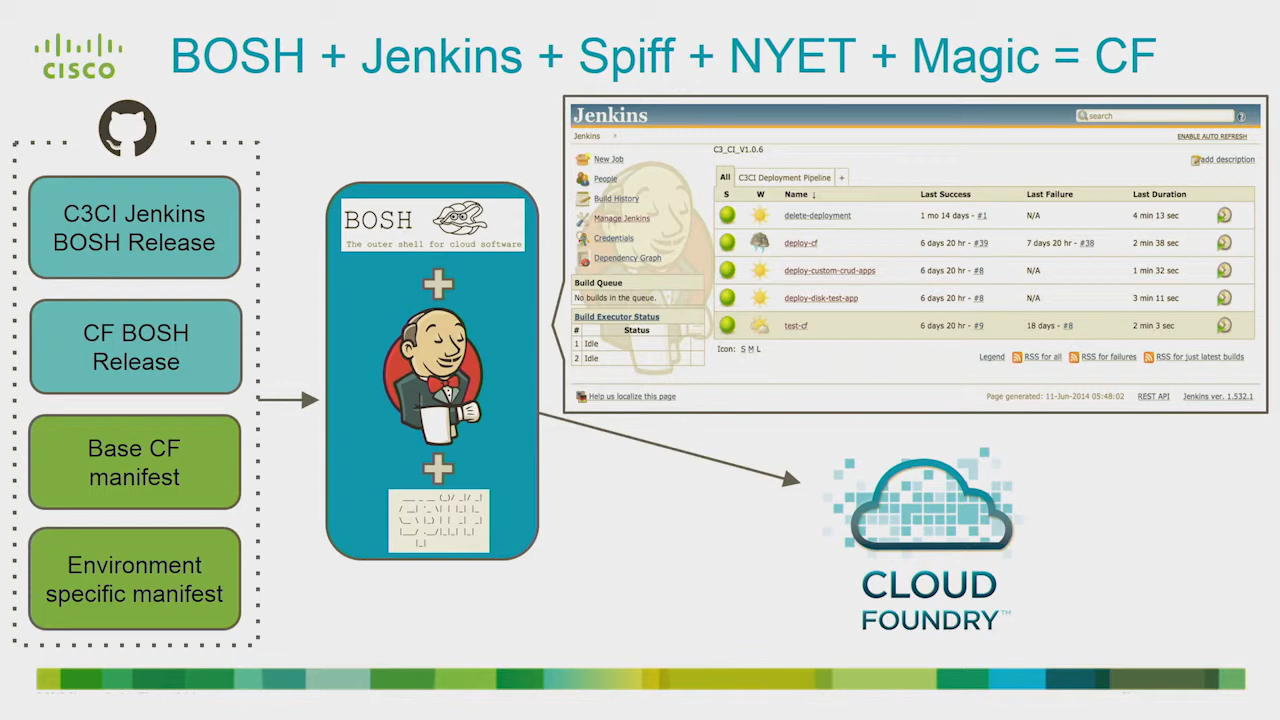 CISCO
BOSH + Jenkins + Spiff + NYET + Magic = CF
C3CI Jenkins
BOSH Release
CF BOSH
Release
Base CF
manifest
Environment
specific manifest
BOSH
The outer shell for cloud software
Jenkins
search
Jenkins
ENABLE AUTO REFRESH
New Job
People
Build History
Manage Jenkins
Credentials
Dependency Graph
Build Queue
No builds in the queue.
Build Executor Status
# Status
1 Idle
2 Idle
C3_CI_V1.0.6
add description
All C3CI Deployment Pipeline +
S W Name ↓ Last Success Last Failure Last Duration
delete-deployment 1 mo 14 days - #1 N/A 4 min 13 sec
deploy-cf 6 days 20 hr - #39 7 days 20 hr - #38 2 min 38 sec
deploy-custom-crud-apps 6 days 20 hr - #8 N/A 1 min 32 sec
deploy-disk-test-app 6 days 20 hr - #8 N/A 3 min 11 sec
test-cf 6 days 20 hr - #9 18 days - #8 2 min 3 sec
Icon: S M L
Legend RSS for all RSS for failures RSS for just latest builds
Help us localize this page
Page generated: 11-Jun-2014 05:48:02 REST API Jenkins ver. 1.532.1
CLOUD
FOUNDRY™